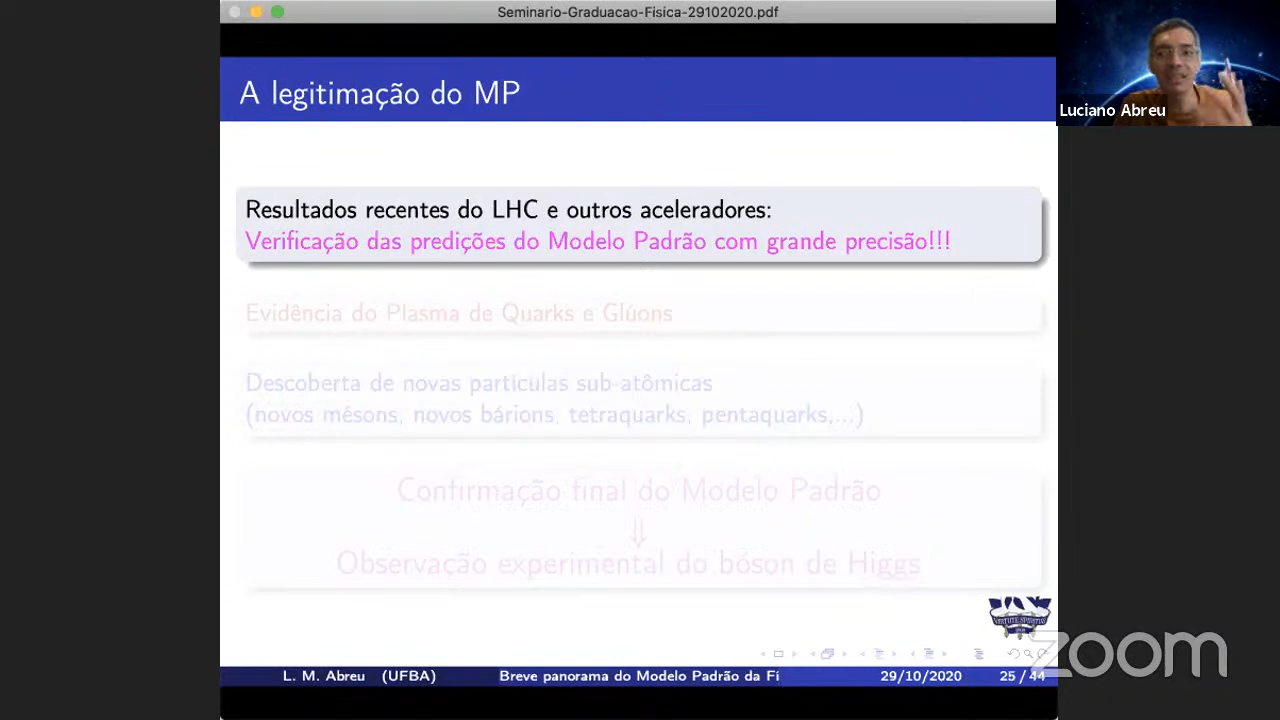 Seminario-Graduacao-Fisica-29102020.pdf
A legitimação do MP
Luciano Abreu
Resultados recentes do LHC e outros aceleradores:
Verificação das predições do Modelo Padrão com grande precisão!!!
Evidência do Plasma de Quarks e Glúons
Descoberta de novas partículas sub-atômicas
(novos mésons, novos bárions, tetraquarks, pentaquarks,...)
Confirmação final do Modelo Padrão
⇓
Observação experimental do bóson de Higgs
VIRTUTE SPIRITUS
zoom
L. M. Abreu (UFBA) Breve panorama do Modelo Padrão da Fí 29/10/2020 25 / 44